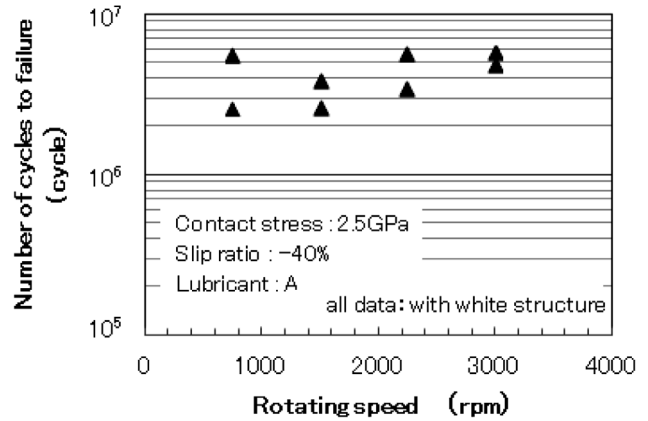 Number of cycles to failure
(cycle)
10⁷
10⁶
10⁵
Contact stress : 2.5GPa
Slip ratio : -40%
Lubricant : A
all data: with white structure
0 1000 2000 3000 4000
Rotating speed (rpm)